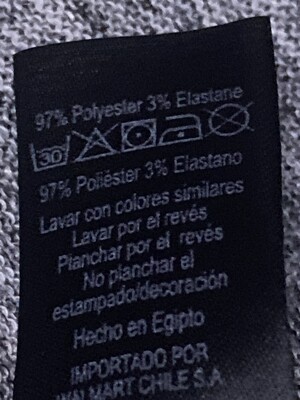 97% Polyester 3% Elastane
30
97% Poliéster 3% Elastano
Lavar con colores similares
Lavar por el revés
Planchar por el revés
No planchar el
estampado/decoración
Hecho en Egipto
IMPORTADO POR
WALMART CHILE S.A